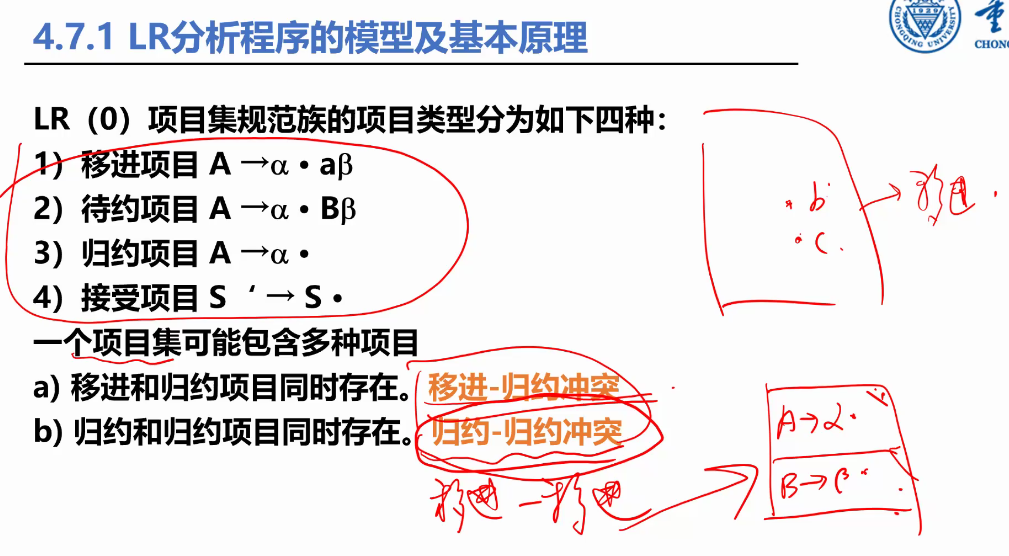 4.7.1 LR分析程序的模型及基本原理
CHONGQING UNIVERSITY
1929
重
CHONG
LR（0）项目集规范族的项目类型分为如下四种：
1）移进项目 A →α • aβ
2）待约项目 A →α • Bβ
3）归约项目 A →α •
4）接受项目 S ‘ → S •
• b
• c .
移进 .
一个项目集可能包含多种项目
a) 移进和归约项目同时存在。移进-归约冲突
b) 归约和归约项目同时存在。归约-归约冲突
A→α •
B→β •
移进 — 移进